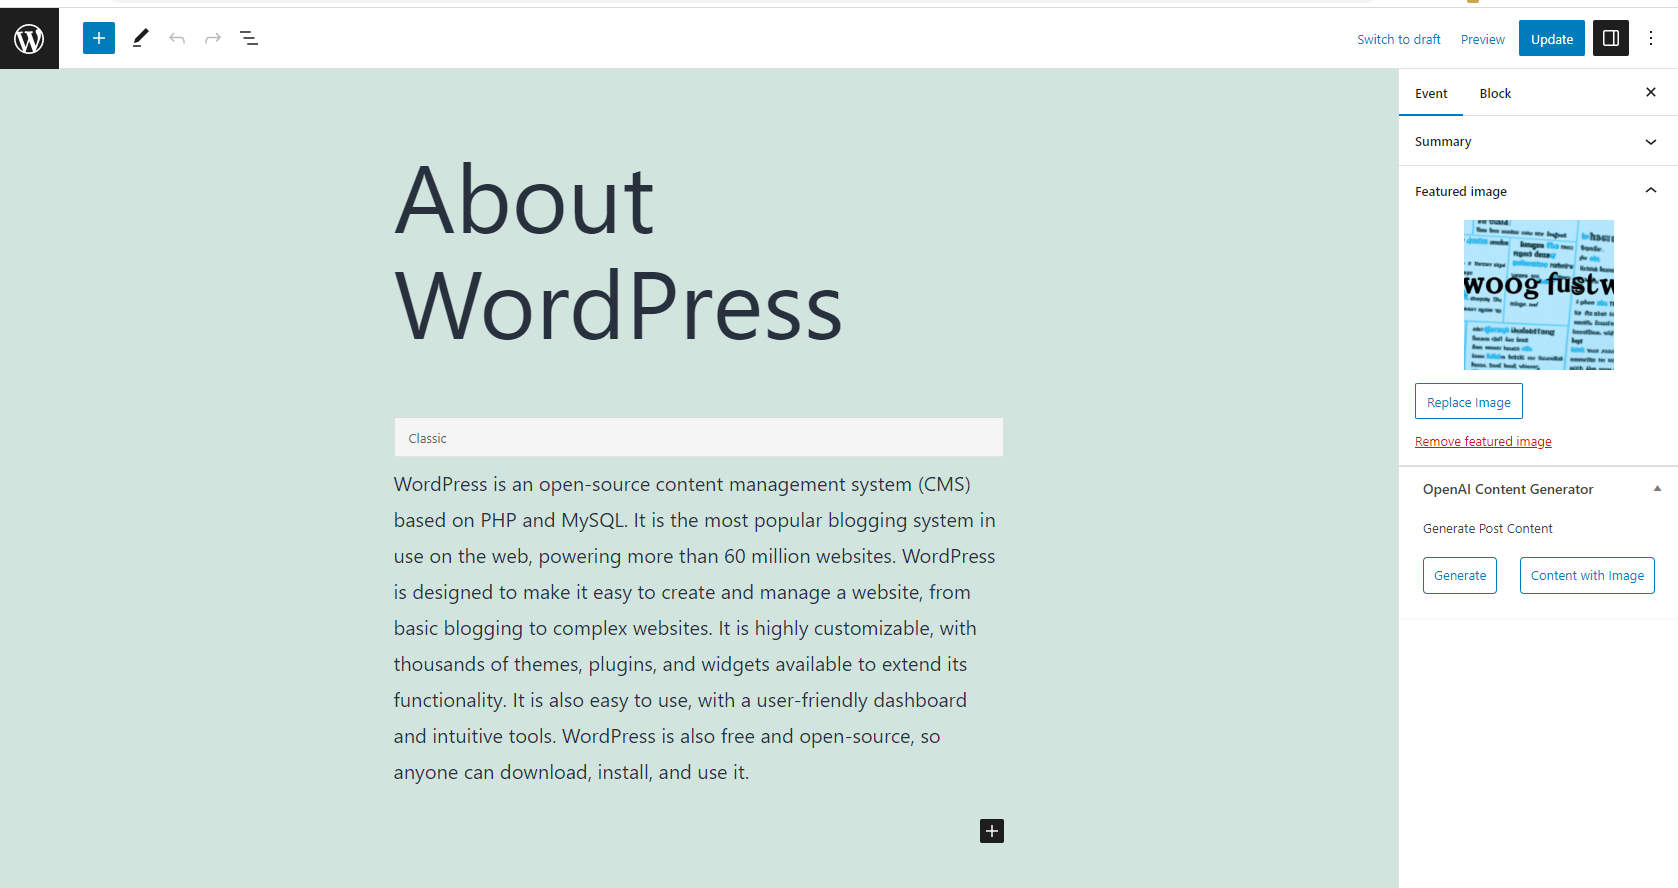 Switch to draft Preview Update
Event Block
Summary
Featured image
woog fustw
Replace Image
Remove featured image
OpenAI Content Generator
Generate Post Content
Generate Content with Image
About
WordPress
Classic
WordPress is an open-source content management system (CMS)
based on PHP and MySQL. It is the most popular blogging system in
use on the web, powering more than 60 million websites. WordPress
is designed to make it easy to create and manage a website, from
basic blogging to complex websites. It is highly customizable, with
thousands of themes, plugins, and widgets available to extend its
functionality. It is also easy to use, with a user-friendly dashboard
and intuitive tools. WordPress is also free and open-source, so
anyone can download, install, and use it.